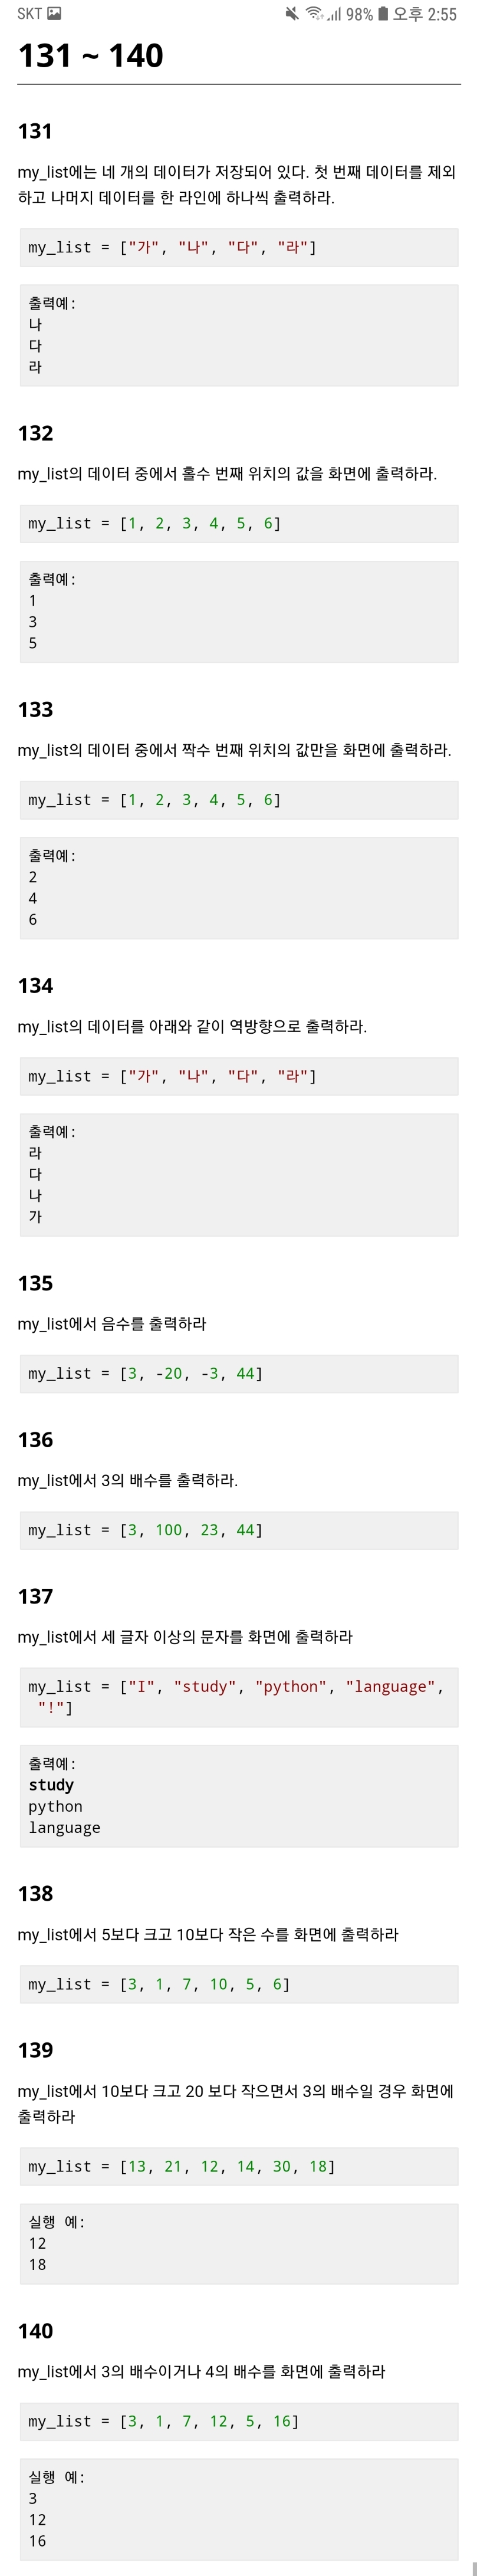 SKT 98% 오후 2:55
131 ~ 140
131
my_list에는 네 개의 데이터가 저장되어 있다. 첫 번째 데이터를 제외
하고 나머지 데이터를 한 라인에 하나씩 출력하라.
my_list = ["가", "나", "다", "라"]
출력예:
나
다
라
132
my_list의 데이터 중에서 홀수 번째 위치의 값을 화면에 출력하라.
my_list = [1, 2, 3, 4, 5, 6]
출력예:
1
3
5
133
my_list의 데이터 중에서 짝수 번째 위치의 값만을 화면에 출력하라.
my_list = [1, 2, 3, 4, 5, 6]
출력예:
2
4
6
134
my_list의 데이터를 아래와 같이 역방향으로 출력하라.
my_list = ["가", "나", "다", "라"]
출력예:
라
다
나
가
135
my_list에서 음수를 출력하라
my_list = [3, -20, -3, 44]
136
my_list에서 3의 배수를 출력하라.
my_list = [3, 100, 23, 44]
137
my_list에서 세 글자 이상의 문자를 화면에 출력하라
my_list = ["I", "study", "python", "language",
"!"]
출력예:
study
python
language
138
my_list에서 5보다 크고 10보다 작은 수를 화면에 출력하라
my_list = [3, 1, 7, 10, 5, 6]
139
my_list에서 10보다 크고 20 보다 작으면서 3의 배수일 경우 화면에
출력하라
my_list = [13, 21, 12, 14, 30, 18]
실행 예:
12
18
140
my_list에서 3의 배수이거나 4의 배수를 화면에 출력하라
my_list = [3, 1, 7, 12, 5, 16]
실행 예:
3
12
16